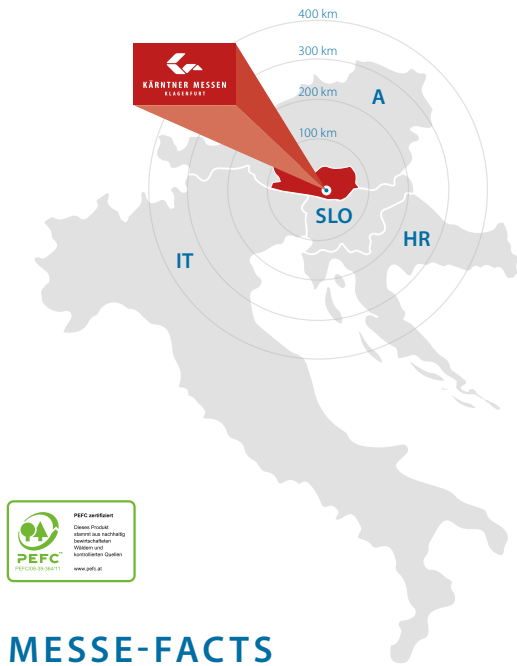 400 km
300 km
200 km
100 km
KÄRNTNER MESSEN
KLAGENFURT
A
SLO
HR
IT
PEFC zertifiziert
Dieses Produkt
stammt aus nachhaltig
bewirtschafteten
Wäldern und
kontrollierten Quellen
www.pefc.at
PEFC™
PEFC/06-39-364/11
MESSE-FACTS